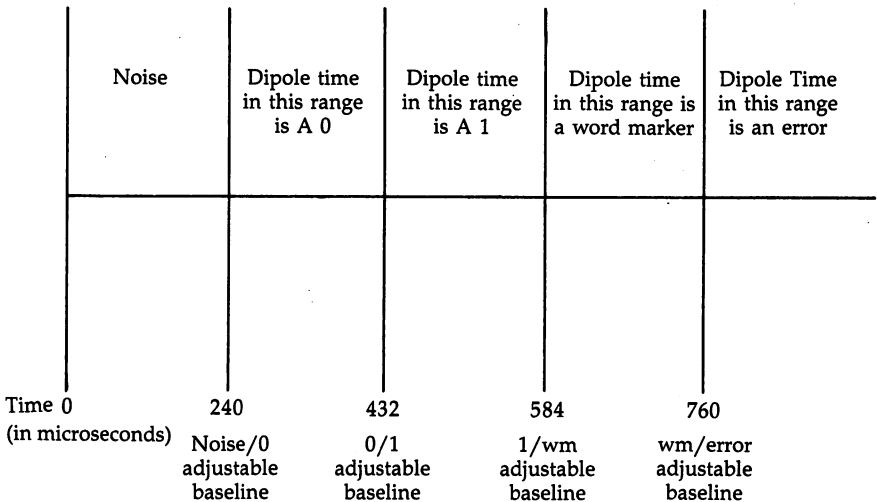 Noise
Dipole time
in this range
is A 0
Dipole time
in this range
is A 1
Dipole time
in this range is
a word marker
Dipole Time
in this range
is an error
Time 0
(in microseconds)
240
Noise/0
adjustable
baseline
432
0/1
adjustable
baseline
584
1/wm
adjustable
baseline
760
wm/error
adjustable
baseline